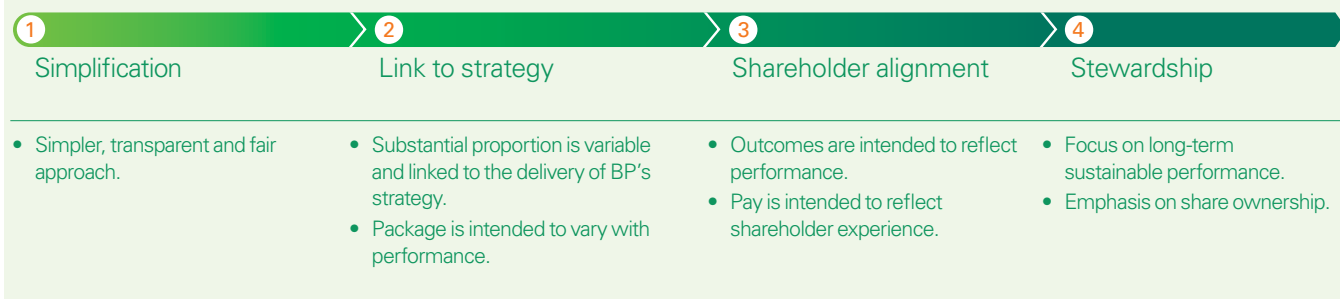 1
Simplification
• Simpler, transparent and fair
approach.
2
Link to strategy
• Substantial proportion is variable
and linked to the delivery of BP’s
strategy.
• Package is intended to vary with
performance.
3
Shareholder alignment
• Outcomes are intended to reflect
performance.
• Pay is intended to reflect
shareholder experience.
4
Stewardship
• Focus on long-term
sustainable performance.
• Emphasis on share ownership.